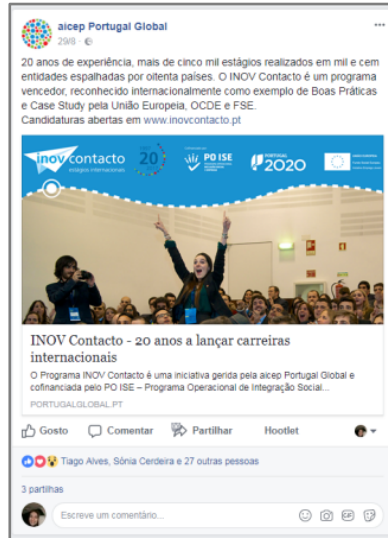 aicep Portugal Global
29/8 ·
20 anos de experiência, mais de cinco mil estágios realizados em mil e cem
entidades espalhadas por oitenta países. O INOV Contacto é um programa
vencedor, reconhecido internacionalmente como exemplo de Boas Práticas
e Case Study pela União Europeia, OCDE e FSE.
Candidaturas abertas em www.inovcontacto.pt
inov contacto
estágios internacionais
20
PO ISE
PORTUGAL
2020
INOV Contacto - 20 anos a lançar carreiras
internacionais
O Programa INOV Contacto é uma iniciativa gerida pela aicep Portugal Global e
cofinanciada pelo PO ISE – Programa Operacional de Integração Social...
PORTUGALGLOBAL.PT
Gosto Comentar Partilhar Hootlet
Tiago Alves, Sónia Cerdeira e 27 outras pessoas
3 partilhas
Escreve um comentário...
GIF